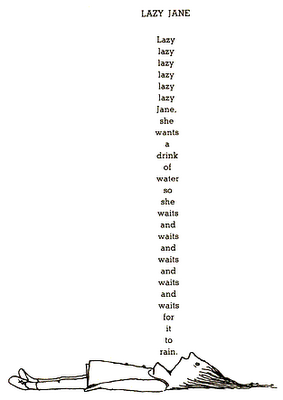 LAZY JANE
Lazy
lazy
lazy
lazy
lazy
lazy
Jane,
she
wants
a
drink
of
water
so
she
waits
and
waits
and
waits
and
waits
and
waits
for
it
to
rain.